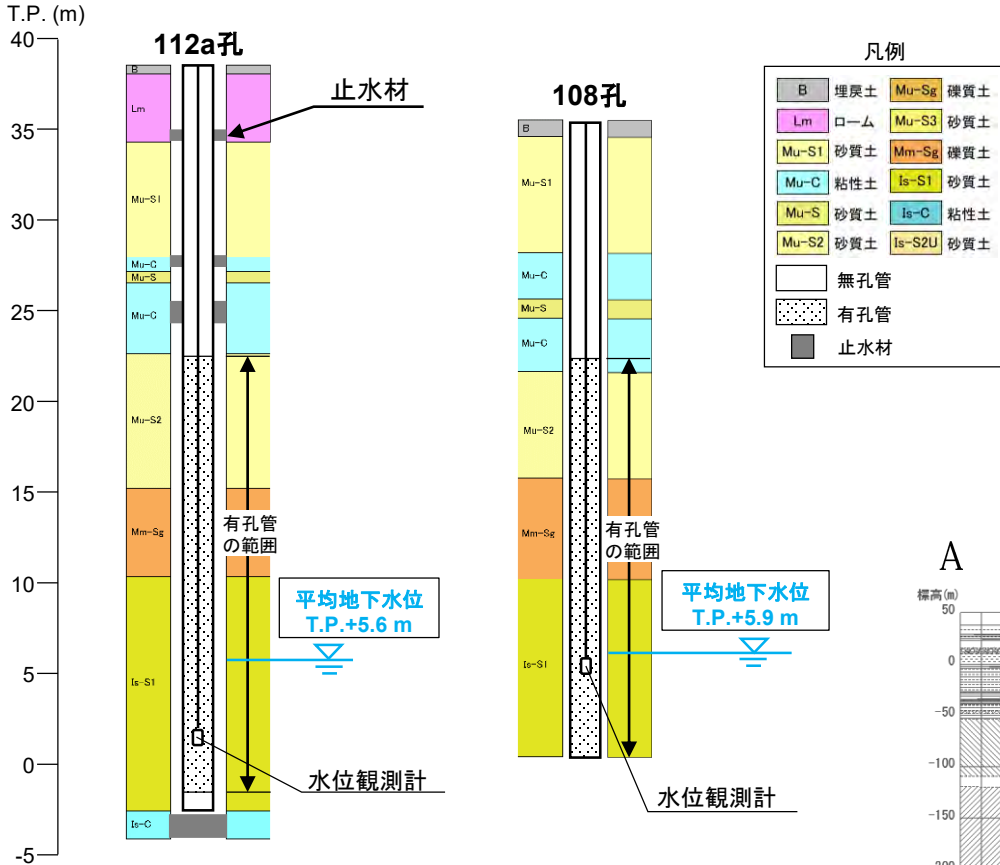 T.P. (m)
40
35
30
25
20
15
10
5
0
-5
112a孔
B
Lm
Mu-S1
Mu-C
Mu-S
Mu-C
Mu-S2
Mm-Sg
Is-S1
Is-C
止水材
有孔管
の範囲
平均地下水位
T.P.+5.6 m
水位観測計
108孔
B
Mu-S1
Mu-C
Mu-S
Mu-C
Mu-S2
Mm-Sg
Is-S1
有孔管
の範囲
平均地下水位
T.P.+5.9 m
水位観測計
凡例
B 埋戻土 Mu-Sg 礫質土
Lm ローム Mu-S3 砂質土
Mu-S1 砂質土 Mm-Sg 礫質土
Mu-C 粘性土 Is-S1 砂質土
Mu-S 砂質土 Is-C 粘性土
Mu-S2 砂質土 Is-S2U 砂質土
無孔管
有孔管
止水材
A
標高(m)
50
0
-50
-100
-150
-200